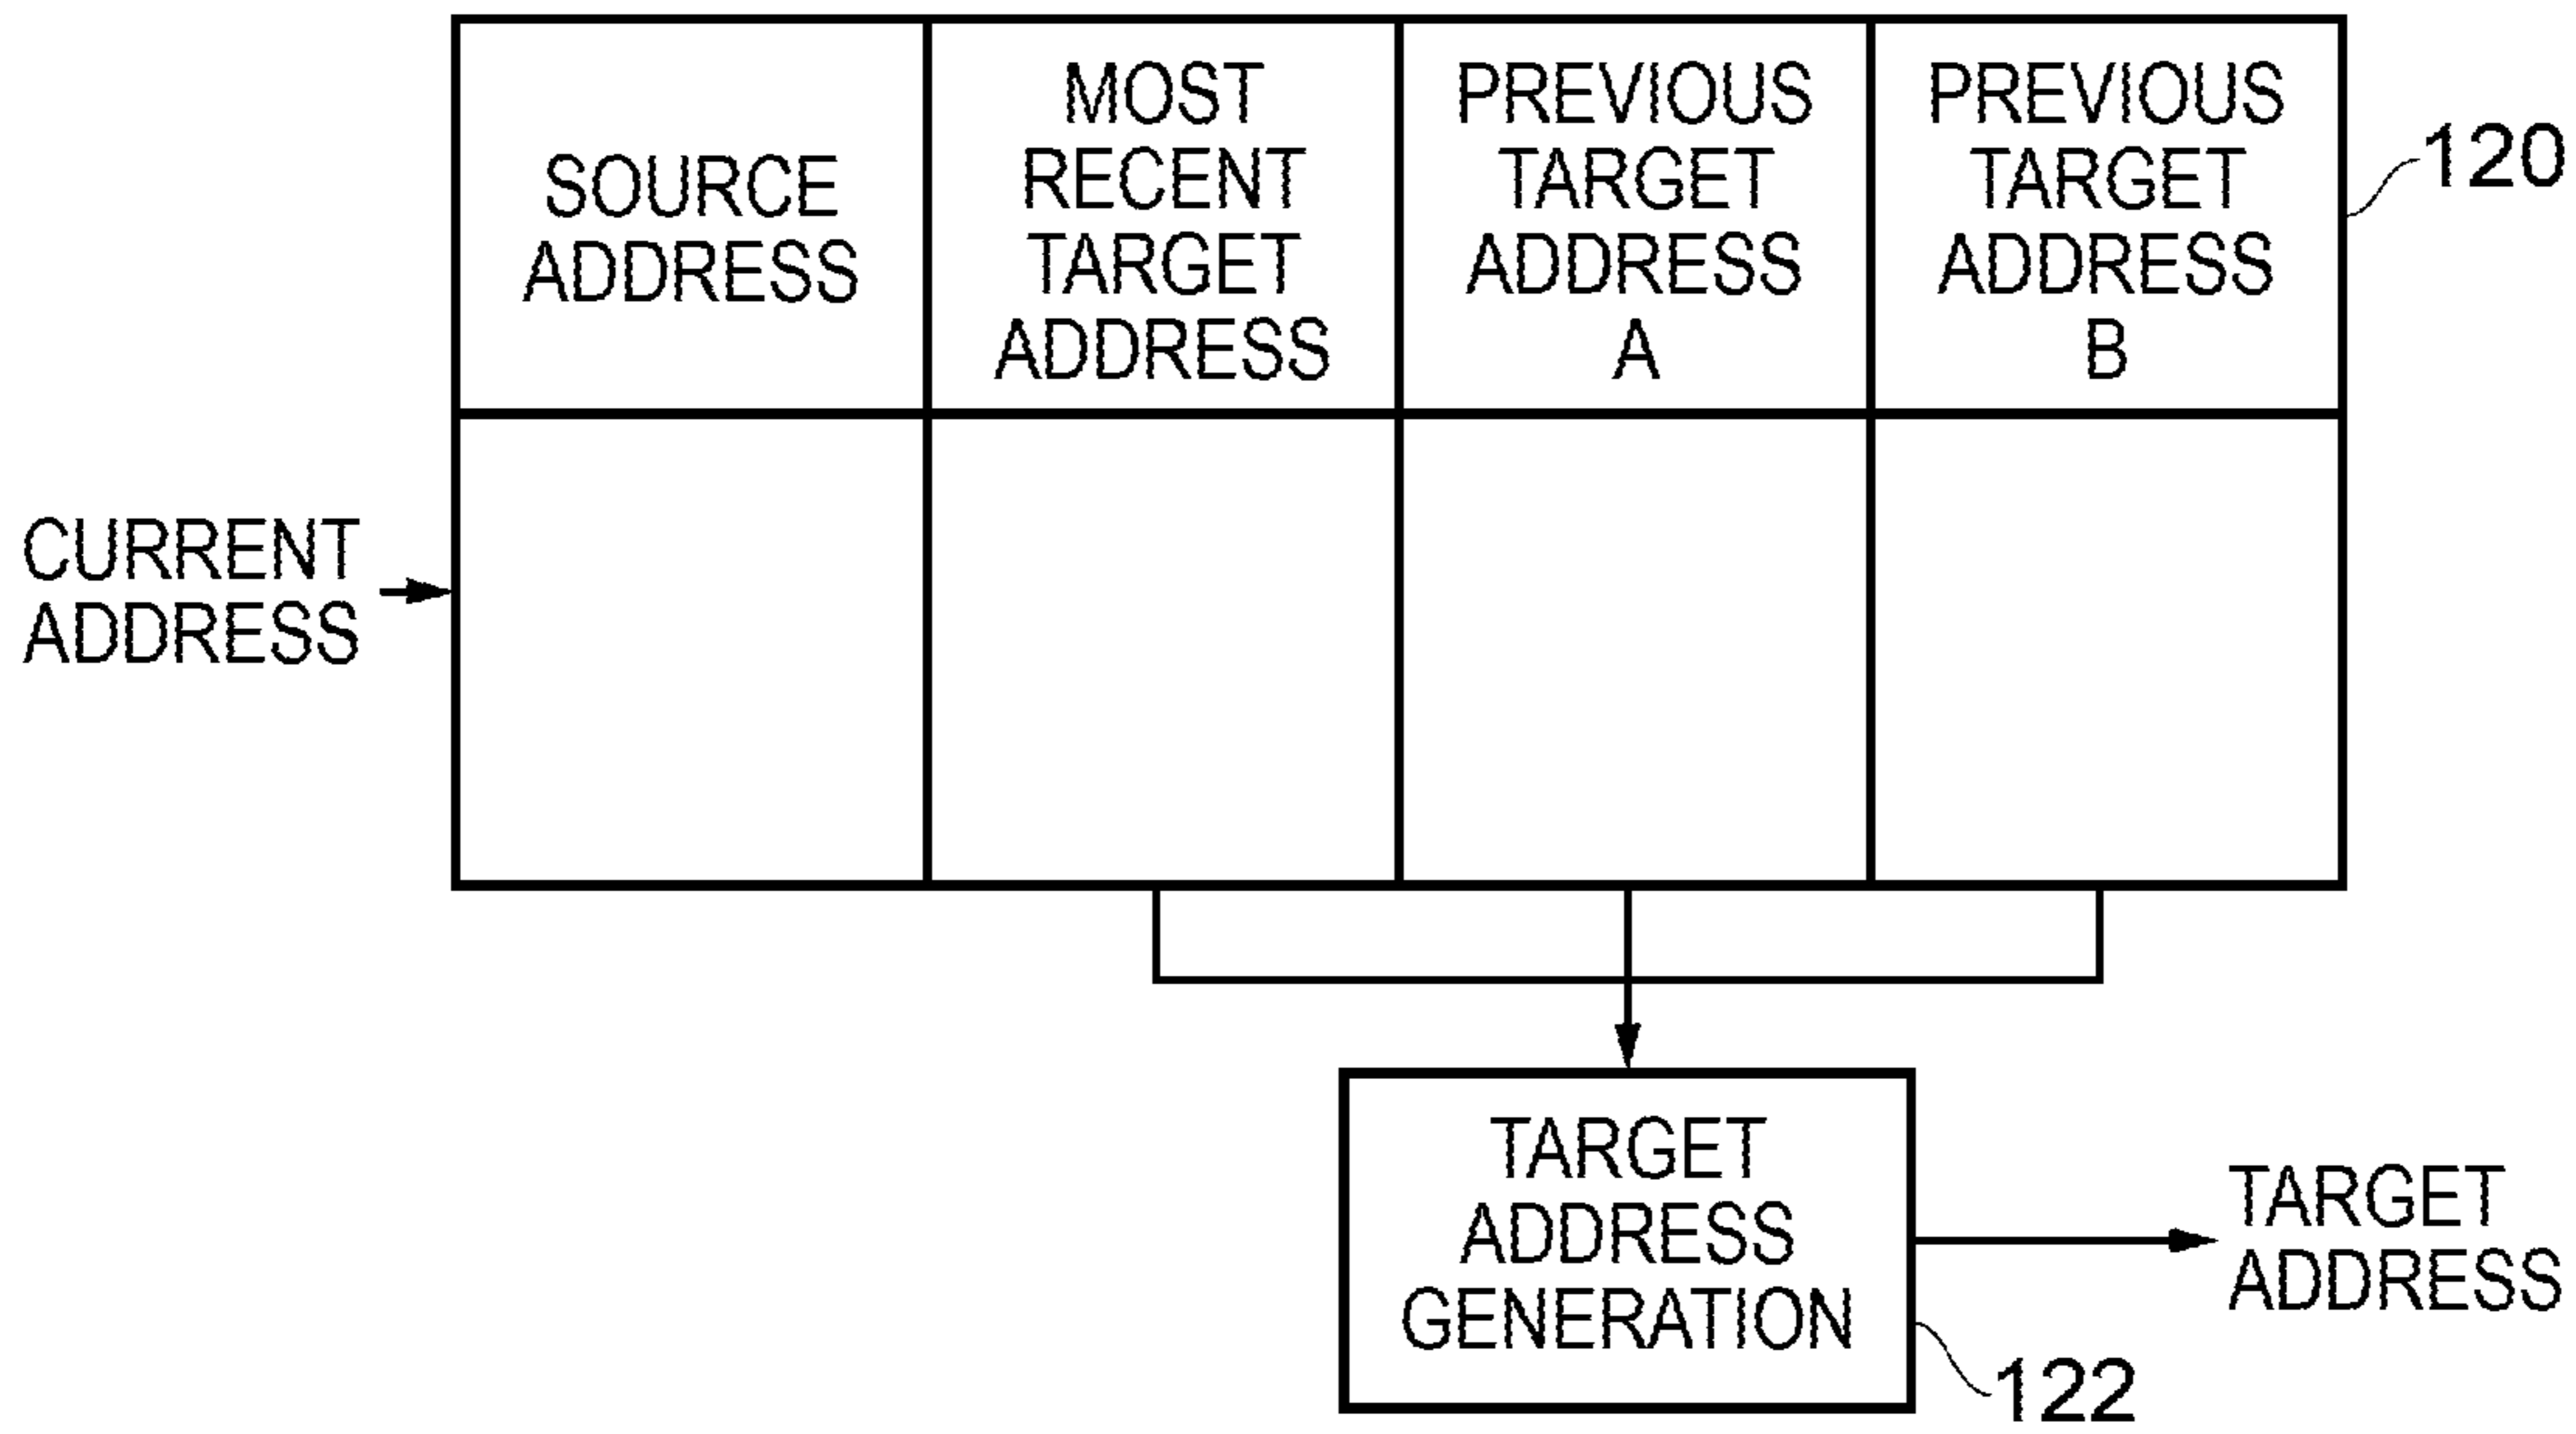 SOURCE
ADDRESS
MOST
RECENT
TARGET
ADDRESS
PREVIOUS
TARGET
ADDRESS
A
PREVIOUS
TARGET
ADDRESS
B
120
CURRENT
ADDRESS
TARGET
ADDRESS
GENERATION
TARGET
ADDRESS
122